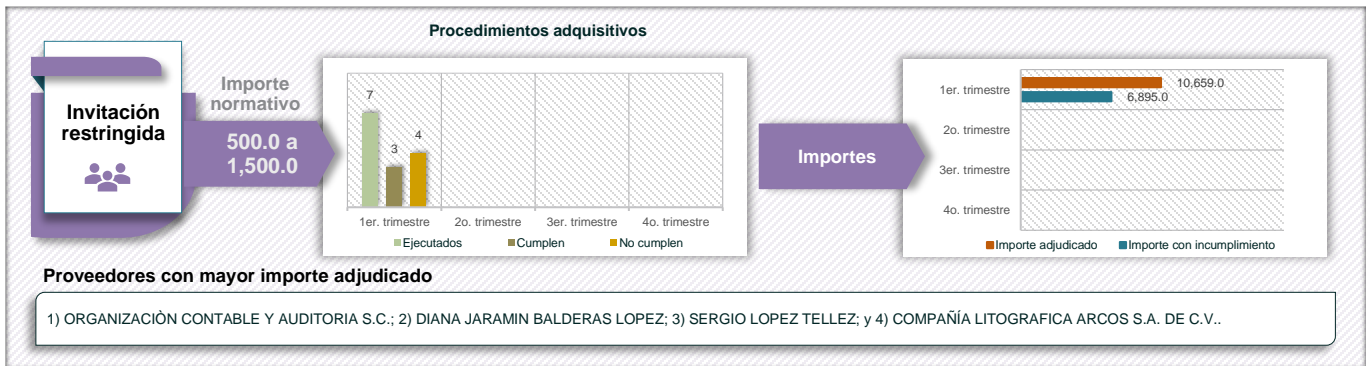 Procedimientos adquisitivos
Invitación
restringida
Importe
normativo
500.0 a
1,500.0
7
3
4
1er. trimestre
2o. trimestre
3er. trimestre
4o. trimestre
Ejecutados
Cumplen
No cumplen
Importes
1er. trimestre
10,659.0
6,895.0
2o. trimestre
3er. trimestre
4o. trimestre
Importe adjudicado
Importe con incumplimiento
Proveedores con mayor importe adjudicado
1) ORGANIZACIÒN CONTABLE Y AUDITORIA S.C.; 2) DIANA JARAMIN BALDERAS LOPEZ; 3) SERGIO LOPEZ TELLEZ; y 4) COMPAÑÍA LITOGRAFICA ARCOS S.A. DE C.V..